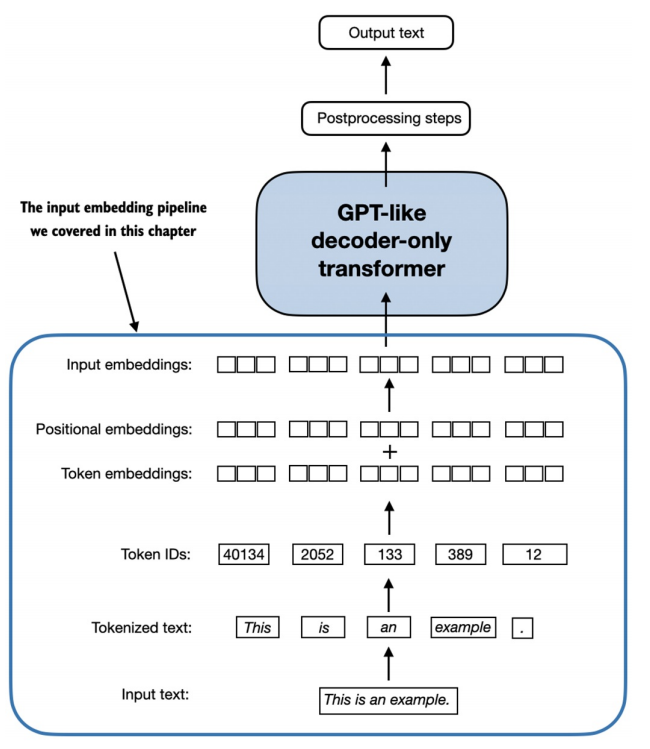 Output text
Postprocessing steps
GPT-like
decoder-only
transformer
The input embedding pipeline
we covered in this chapter
Input embeddings:
Positional embeddings:
+
Token embeddings:
Token IDs: 40134 2052 133 389 12
Tokenized text: This is an example .
Input text: This is an example.